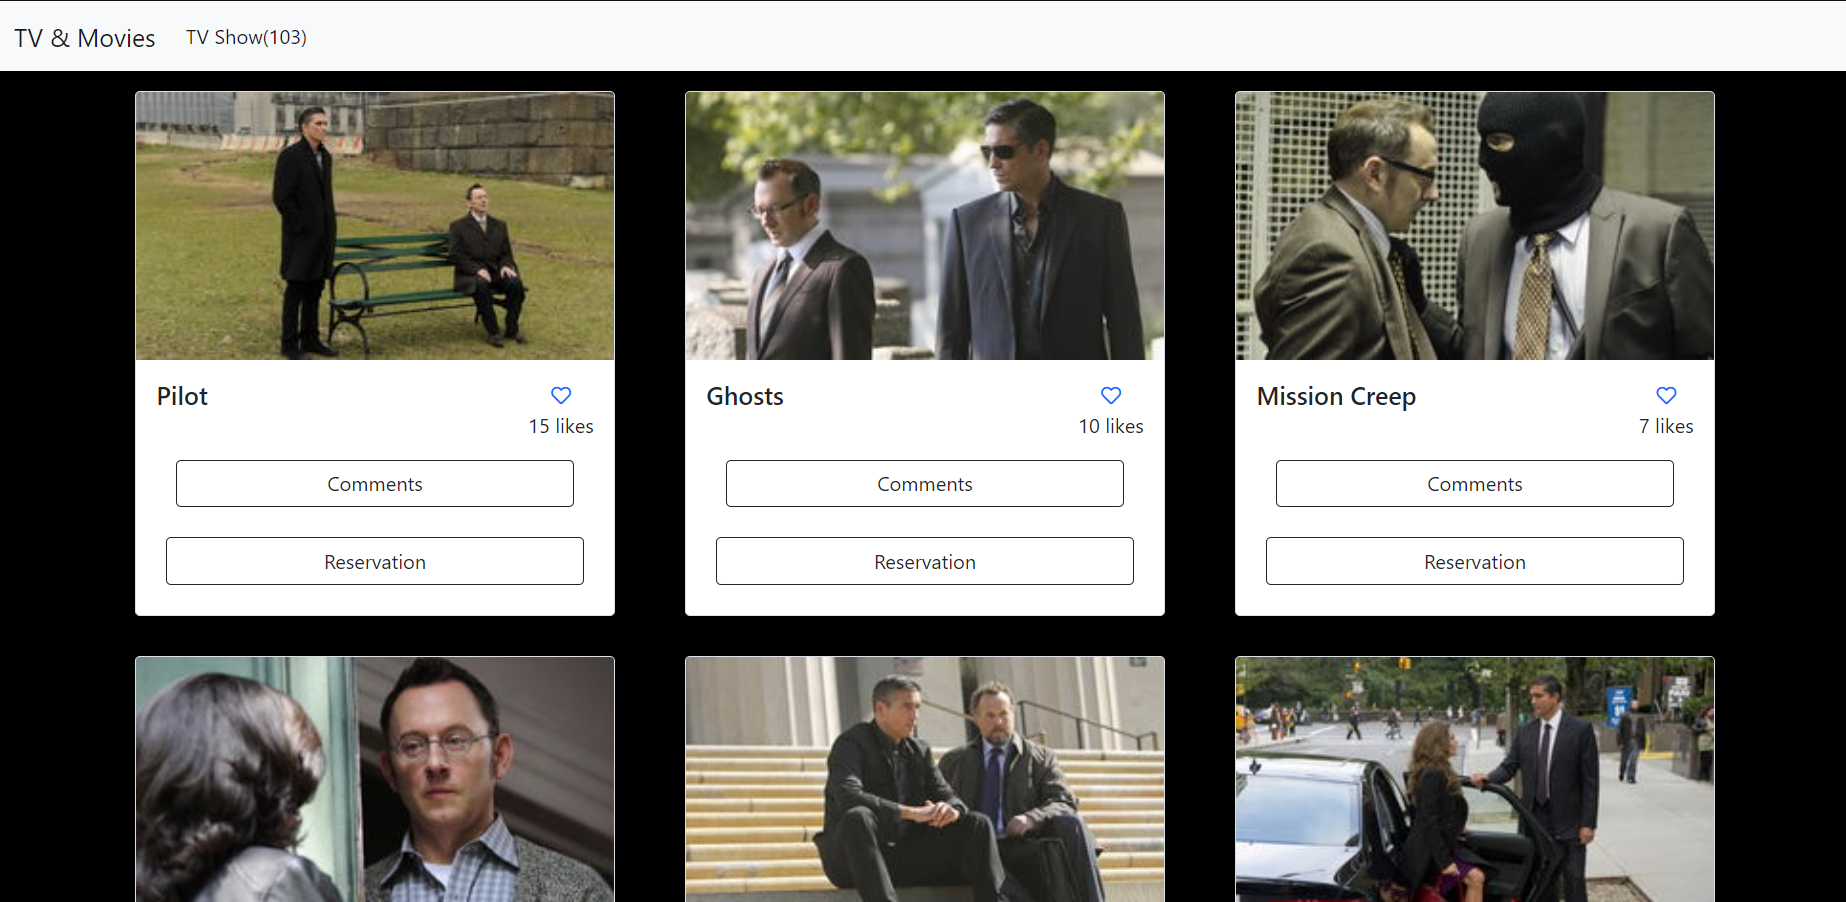 TV & Movies
TV Show(103)
Pilot
15 likes
Comments
Reservation
Ghosts
10 likes
Comments
Reservation
Mission Creep
7 likes
Comments
Reservation